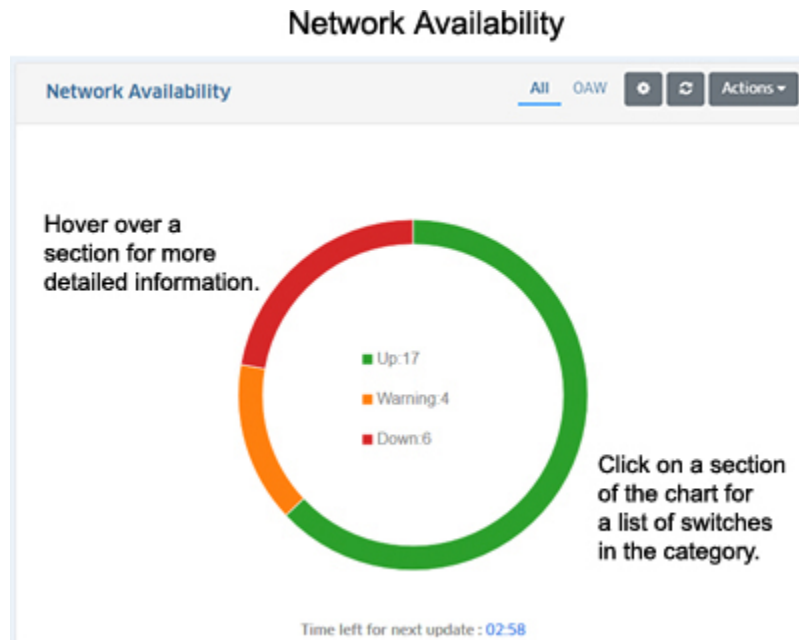 Network Availability
Network Availability
All OAW Actions
Hover over a
section for more
detailed information.
Up:17
Warning:4
Down:6
Click on a section
of the chart for
a list of switches
in the category.
Time left for next update : 02:58